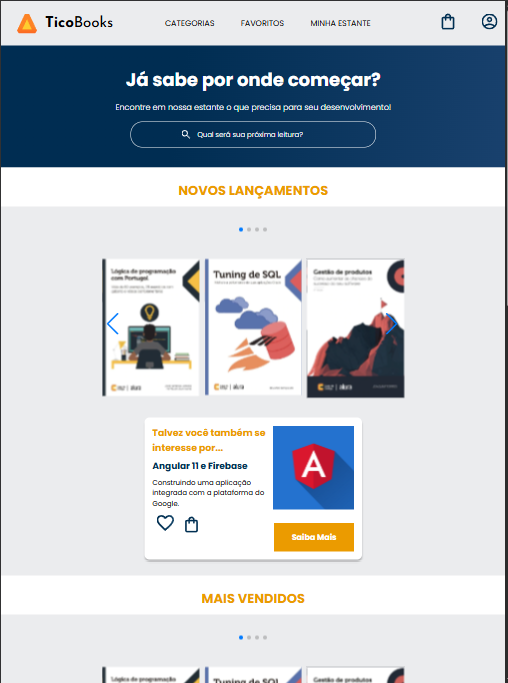 TicoBooks
CATEGORIAS
FAVORITOS
MINHA ESTANTE
Já sabe por onde começar?
Encontre em nossa estante o que precisa para seu desenvolvimento!
Qual será sua próxima leitura?
NOVOS LANÇAMENTOS
Lógica de programação
com Portugol
Tuning de SQL
Gestão de produtos
Talvez você também se
interesse por...
Angular 11 e Firebase
Construindo uma aplicação
integrada com a plataforma do
Google.
A
Saiba Mais
MAIS VENDIDOS
Lógica de programação
Tuning de SQL
Gestão de produtos